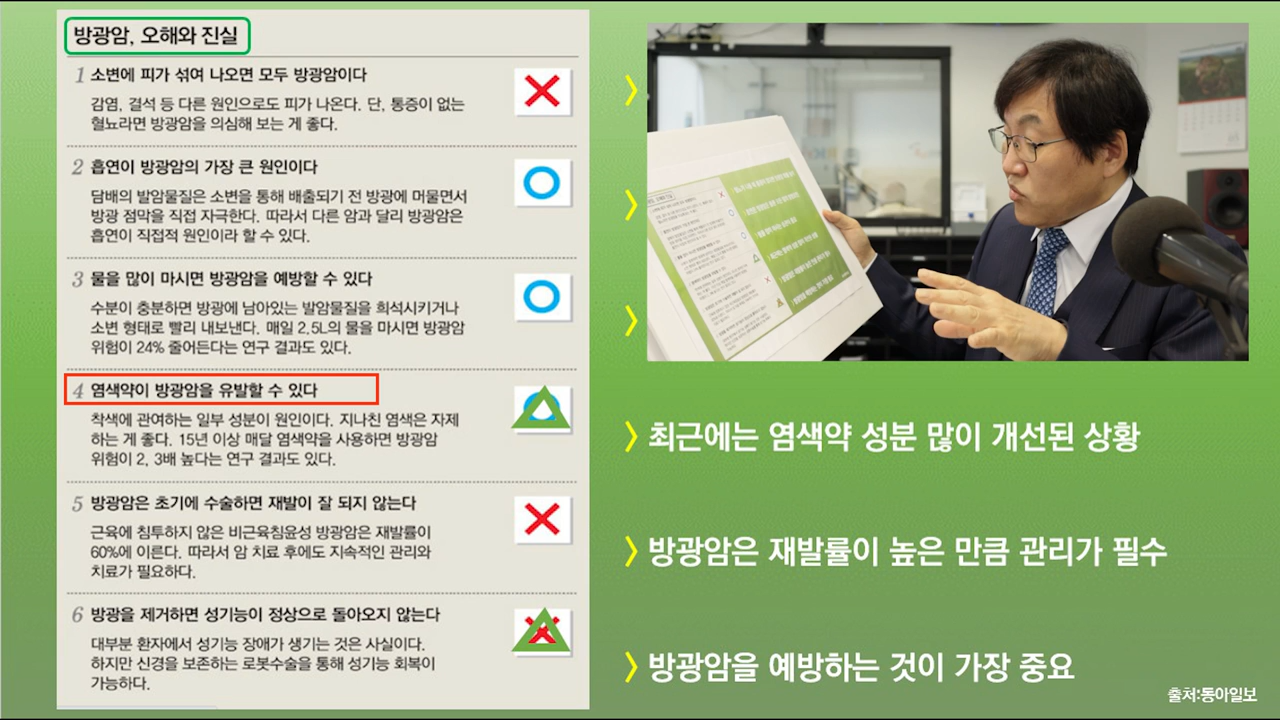 방광암, 오해와 진실
1 소변에 피가 섞여 나오면 모두 방광암이다
감염, 결석 등 다른 원인으로도 피가 나온다. 단, 통증이 없는
혈뇨라면 방광암을 의심해 보는 게 좋다.
2 흡연이 방광암의 가장 큰 원인이다
담배의 발암물질은 소변을 통해 배출되기 전 방광에 머물면서
방광 점막을 직접 자극한다. 따라서 다른 암과 달리 방광암은
흡연이 직접적 원인이라 할 수 있다.
3 물을 많이 마시면 방광암을 예방할 수 있다
수분이 충분하면 방광에 남아있는 발암물질을 희석시키거나
소변 형태로 빨리 내보낸다. 매일 2.5L의 물을 마시면 방광암
위험이 24% 줄어든다는 연구 결과도 있다.
4 염색약이 방광암을 유발할 수 있다
착색에 관여하는 일부 성분이 원인이다. 지나친 염색은 자제
하는 게 좋다. 15년 이상 매달 염색약을 사용하면 방광암
위험이 2, 3배 높다는 연구 결과도 있다.
5 방광암은 초기에 수술하면 재발이 잘 되지 않는다
근육에 침투하지 않은 비근육침윤성 방광암은 재발률이
60%에 이른다. 따라서 암 치료 후에도 지속적인 관리와
치료가 필요하다.
6 방광을 제거하면 성기능이 정상으로 돌아오지 않는다
대부분 환자에서 성기능 장애가 생기는 것은 사실이다.
하지만 신경을 보존하는 로봇수술을 통해 성기능 회복이
가능하다.
최근에는 염색약 성분 많이 개선된 상황
방광암은 재발률이 높은 만큼 관리가 필수
방광암을 예방하는 것이 가장 중요
출처:동아일보